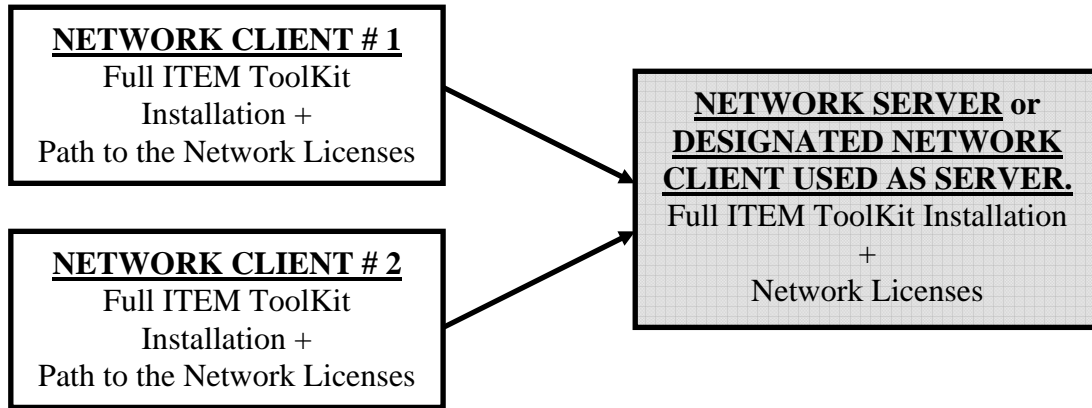 NETWORK CLIENT # 1
Full ITEM ToolKit
Installation +
Path to the Network Licenses
NETWORK SERVER or
DESIGNATED NETWORK
CLIENT USED AS SERVER.
Full ITEM ToolKit Installation
+
Network Licenses
NETWORK CLIENT # 2
Full ITEM ToolKit
Installation +
Path to the Network Licenses